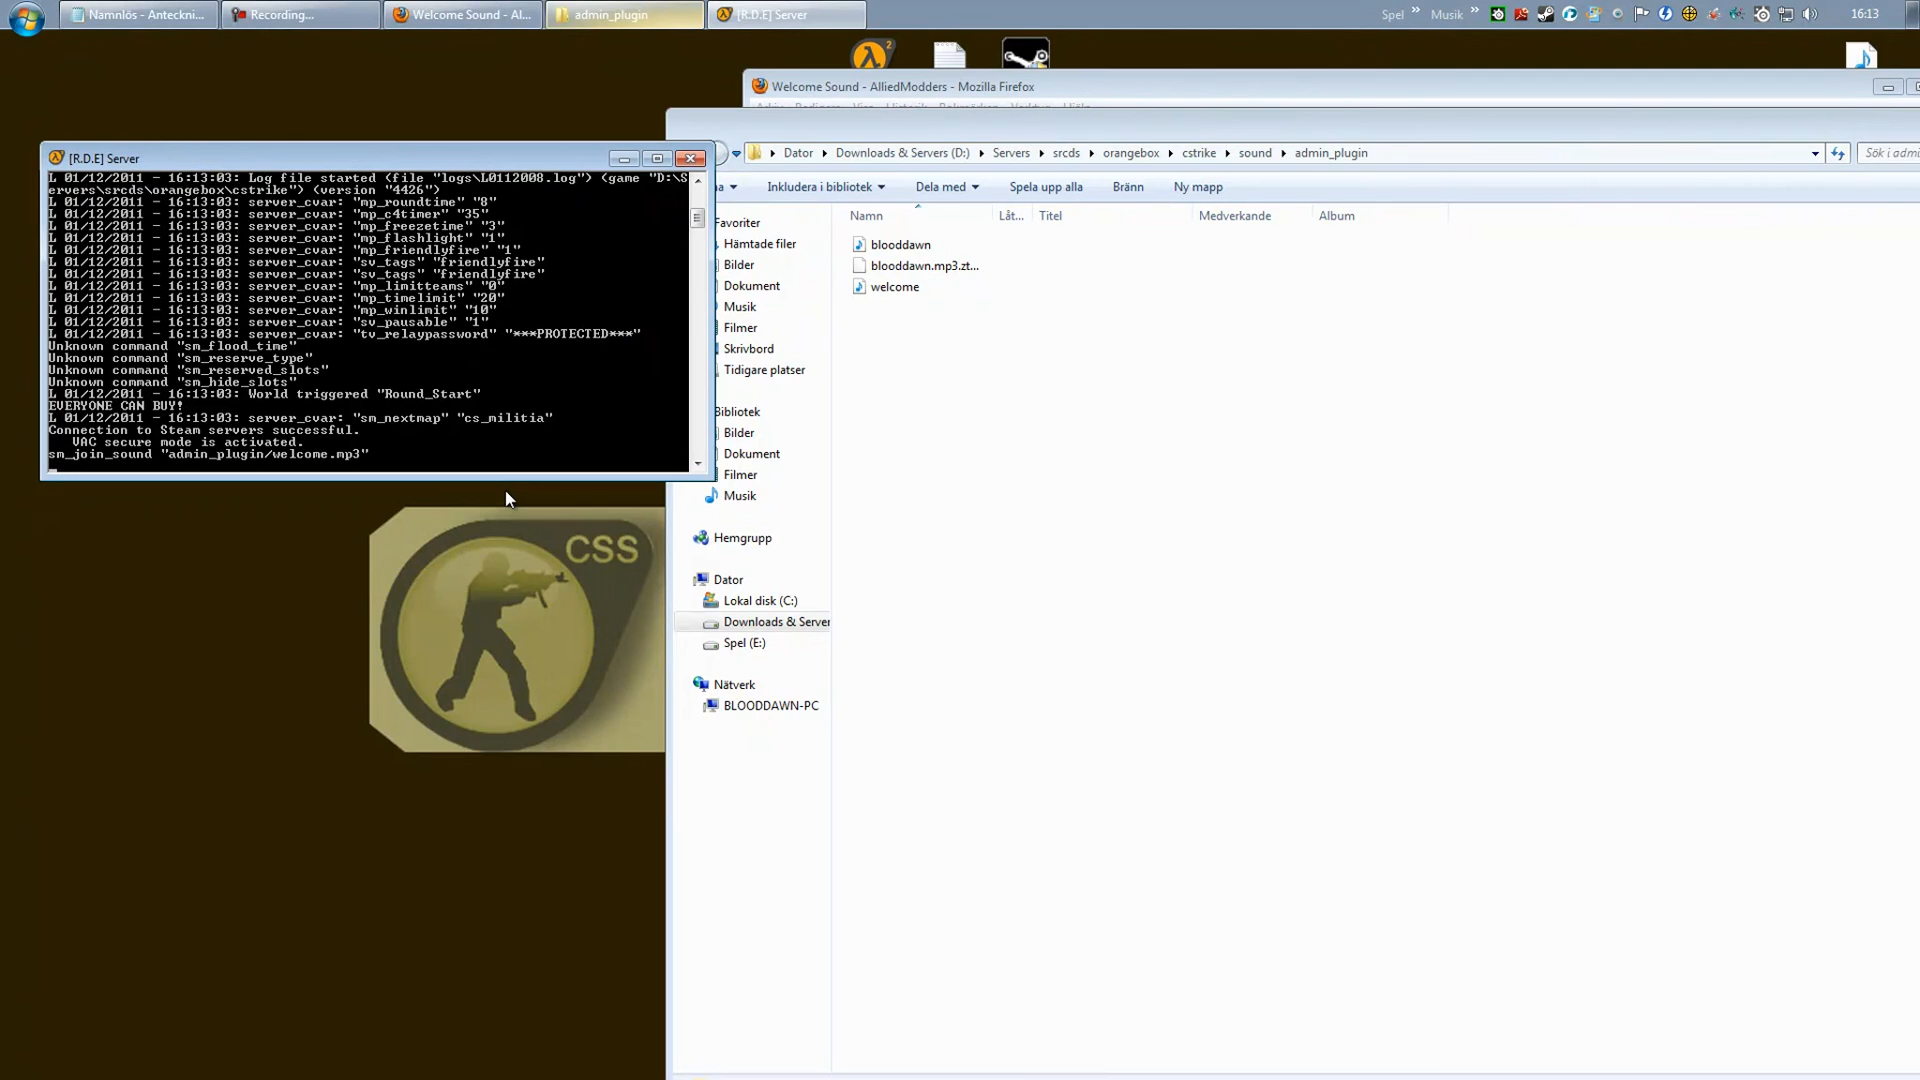 Namnlös - Anteckni...
Recording...
Welcome Sound - Al...
admin_plugin
[R.D.E] Server
Spel
Musik
16:13
2
Welcome Sound - AlliedModders - Mozilla Firefox
[R.D.E] Server
L 01/12/2011 - 16:13:03: Log file started (file "logs\L0112008.log") (game "D:\S
ervers\srcds\orangebox\cstrike") (version "4426")
L 01/12/2011 - 16:13:03: server_cvar: "mp_roundtime" "8"
L 01/12/2011 - 16:13:03: server_cvar: "mp_c4timer" "35"
L 01/12/2011 - 16:13:03: server_cvar: "mp_freezetime" "3"
L 01/12/2011 - 16:13:03: server_cvar: "mp_flashlight" "1"
L 01/12/2011 - 16:13:03: server_cvar: "mp_friendlyfire" "1"
L 01/12/2011 - 16:13:03: server_cvar: "sv_tags" "friendlyfire"
L 01/12/2011 - 16:13:03: server_cvar: "sv_tags" "friendlyfire"
L 01/12/2011 - 16:13:03: server_cvar: "mp_limitteams" "0"
L 01/12/2011 - 16:13:03: server_cvar: "mp_timelimit" "20"
L 01/12/2011 - 16:13:03: server_cvar: "mp_winlimit" "10"
L 01/12/2011 - 16:13:03: server_cvar: "sv_pausable" "1"
L 01/12/2011 - 16:13:03: server_cvar: "tv_relaypassword" "***PROTECTED***"
Unknown command "sm_flood_time"
Unknown command "sm_reserve_type"
Unknown command "sm_reserved_slots"
Unknown command "sm_hide_slots"
L 01/12/2011 - 16:13:03: World triggered "Round_Start"
EVERYONE CAN BUY!
L 01/12/2011 - 16:13:03: server_cvar: "sm_nextmap" "cs_militia"
Connection to Steam servers successful.
VAC secure mode is activated.
sm_join_sound "admin_plugin/welcome.mp3"
CSS
Dator
Downloads & Servers (D:)
Servers
srcds
orangebox
cstrike
sound
admin_plugin
Sök i admi
na
Inkludera i bibliotek
Dela med
Spela upp alla
Bränn
Ny mapp
Favoriter
Hämtade filer
Bilder
Dokument
Musik
Filmer
Skrivbord
Tidigare platser
Bibliotek
Bilder
Dokument
Filmer
Musik
Hemgrupp
Dator
Lokal disk (C:)
Downloads & Server
Spel (E:)
Nätverk
BLOODDAWN-PC
Namn
Låt...
Titel
Medverkande
Album
blooddawn
blooddawn.mp3.zt...
welcome